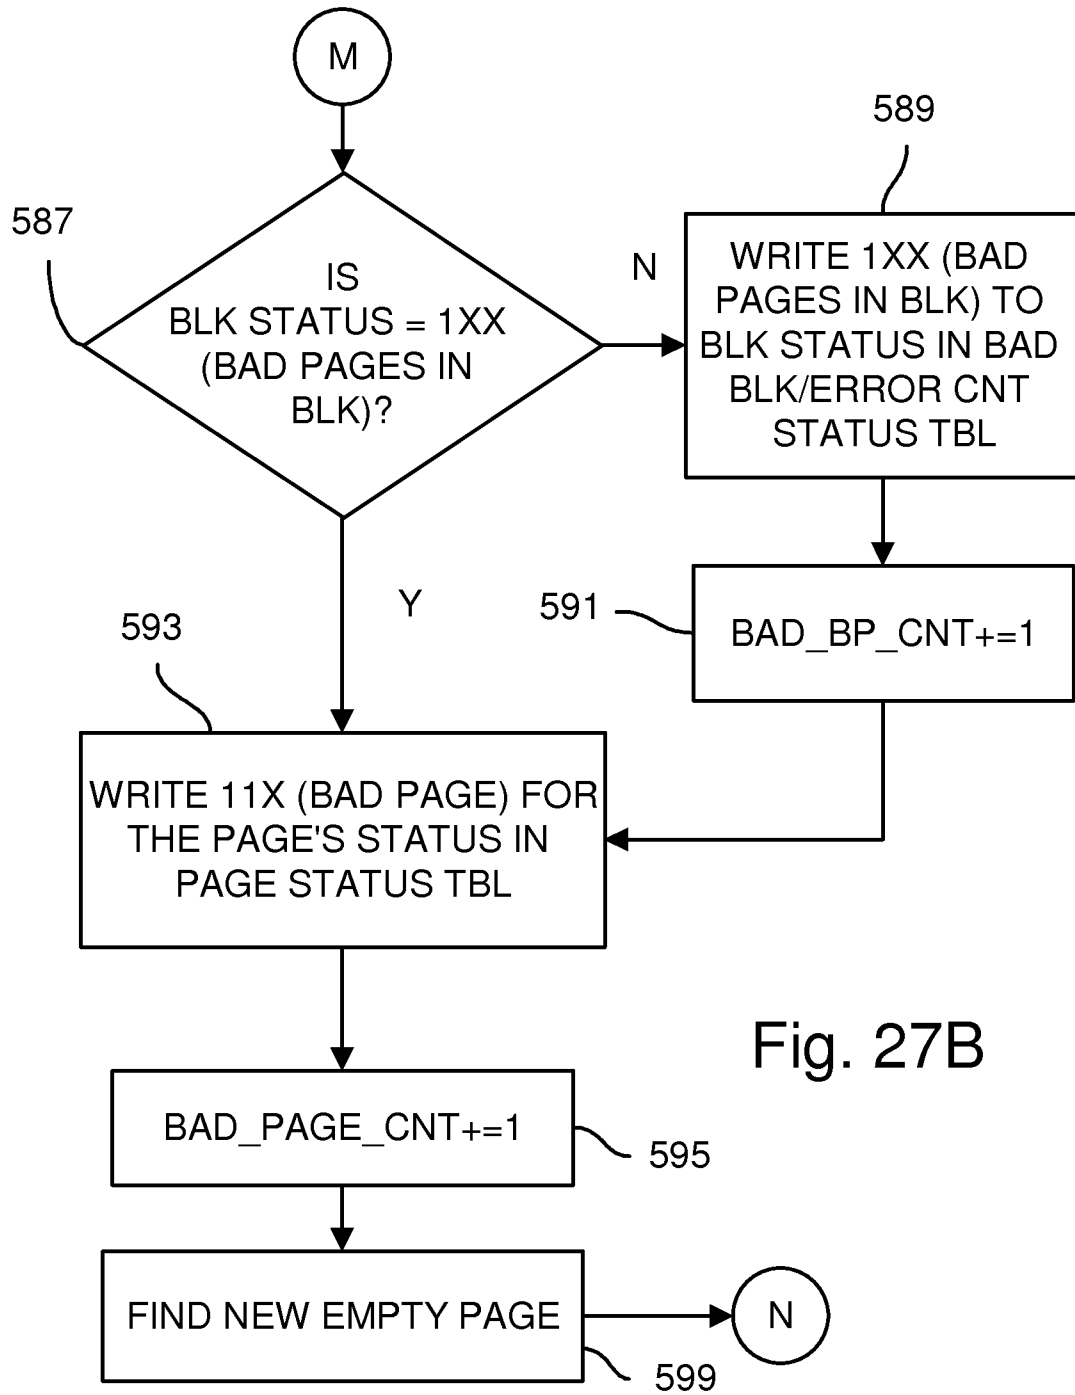 M
587
IS
BLK STATUS = 1XX
(BAD PAGES IN
BLK)?
N
589
WRITE 1XX (BAD
PAGES IN BLK) TO
BLK STATUS IN BAD
BLK/ERROR CNT
STATUS TBL
Y
591
BAD_BP_CNT+=1
593
WRITE 11X (BAD PAGE) FOR
THE PAGE'S STATUS IN
PAGE STATUS TBL
Fig. 27B
BAD_PAGE_CNT+=1
595
FIND NEW EMPTY PAGE
599
N